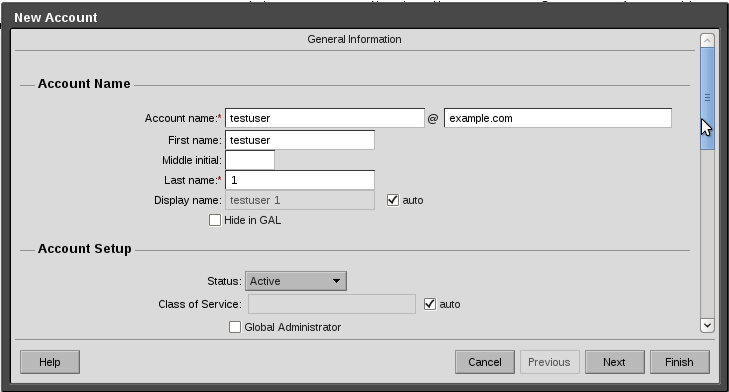 New Account
General Information
Account Name
Account name:* testuser @ example.com
First name: testuser
Middle initial:
Last name:* 1
Display name: testuser 1 auto
Hide in GAL
Account Setup
Status: Active
Class of Service: auto
Global Administrator
Help Cancel Previous Next Finish